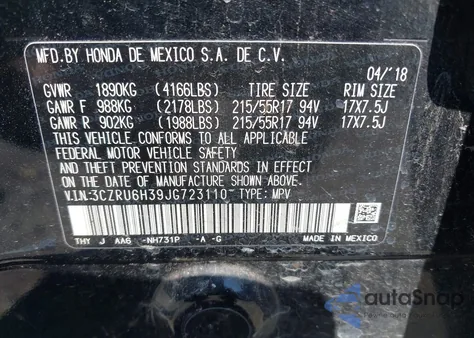 MFD.BY HONDA DE MEXICO S.A. DE C.V.
04/'18
GVWR 1890KG (4166LBS) TIRE SIZE RIM SIZE
GAWR F 988KG (2178LBS) 215/55R17 94V 17X7.5J
GAWR R 902KG (1988LBS) 215/55R17 94V 17X7.5J
THIS VEHICLE CONFORMS TO ALL APPLICABLE
FEDERAL MOTOR VEHICLE SAFETY
AND THEFT PREVENTION STANDARDS IN EFFECT ON
THE DATE OF MANUFACTURE SHOWN ABOVE.
V.I.N:3CZRU6H39JG723110 TYPE: MPV
THY J AA6 -NH731P -A -G MADE IN MEXICO
autoSnap